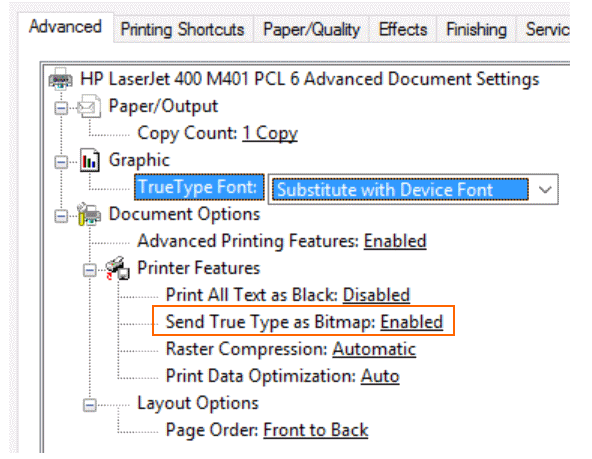 Advanced Printing Shortcuts Paper/Quality Effects Finishing Servic
HP LaserJet 400 M401 PCL 6 Advanced Document Settings
Paper/Output
Copy Count: 1 Copy
Graphic
TrueType Font: Substitute with Device Font
Document Options
Advanced Printing Features: Enabled
Printer Features
Print All Text as Black: Disabled
Send True Type as Bitmap: Enabled
Raster Compression: Automatic
Print Data Optimization: Auto
Layout Options
Page Order: Front to Back